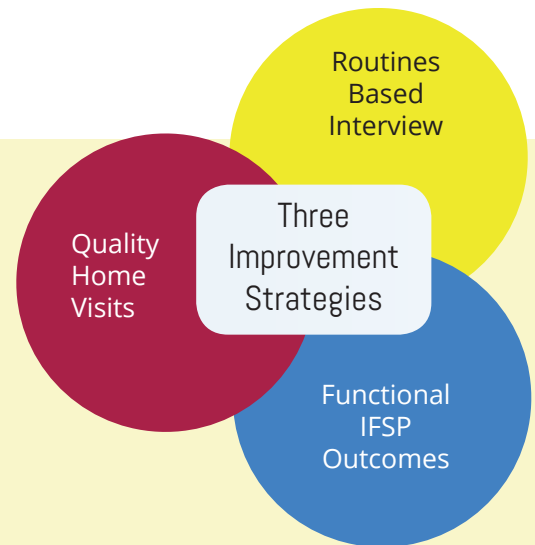 Routines
Based
Interview
Three
Improvement
Strategies
Quality
Home
Visits
Functional
IFSP
Outcomes